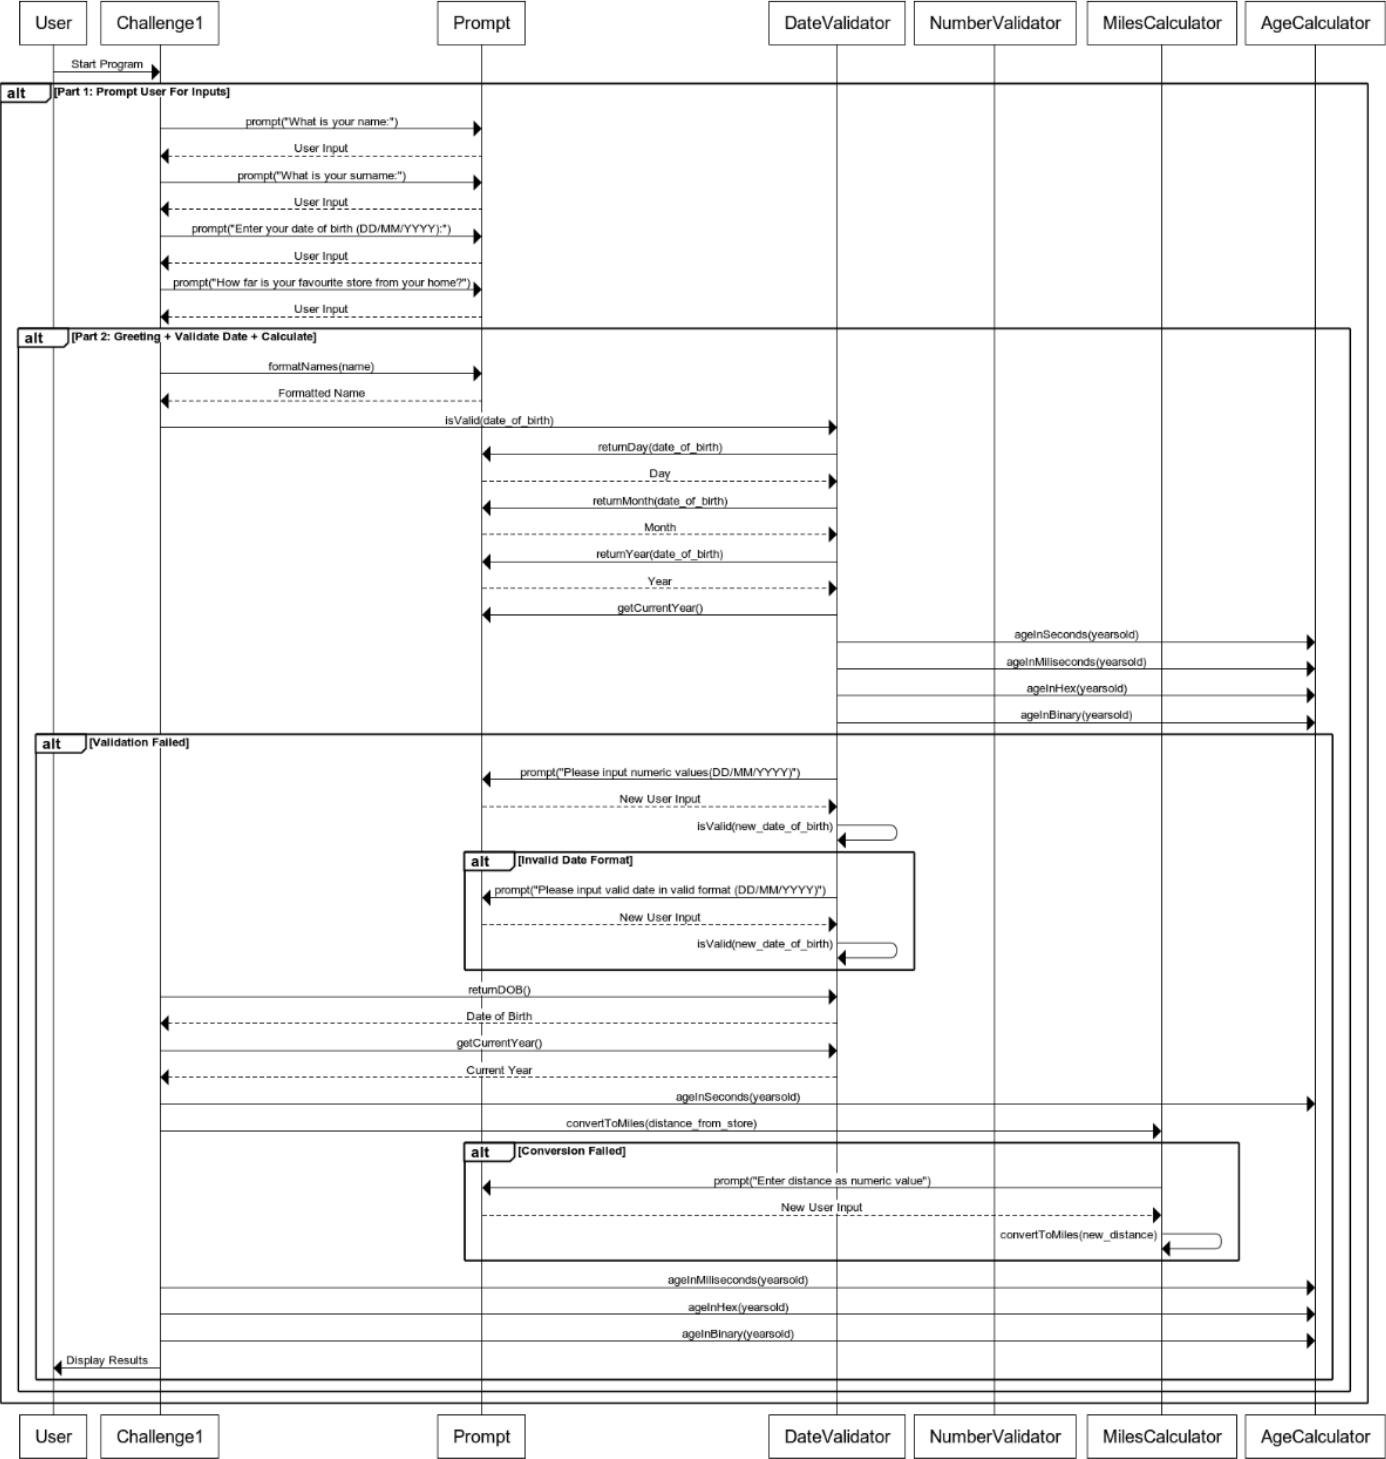 User Challenge1 Prompt DateValidator NumberValidator MilesCalculator AgeCalculator
Start Program
alt [Part 1: Prompt User For Inputs]
prompt("What is your name:")
User Input
prompt("What is your surname:")
User Input
prompt("Enter your date of birth (DD/MM/YYYY):")
User Input
prompt("How far is your favourite store from your home?")
User Input
alt [Part 2: Greeting + Validate Date + Calculate]
formatNames(name)
Formatted Name
isValid(date_of_birth)
returnDay(date_of_birth)
Day
returnMonth(date_of_birth)
Month
returnYear(date_of_birth)
Year
getCurrentYear()
ageInSeconds(yearsold)
ageInMiliseconds(yearsold)
ageInHex(yearsold)
ageInBinary(yearsold)
alt [Validation Failed]
prompt("Please input numeric values(DD/MM/YYYY)")
New User Input
isValid(new_date_of_birth)
alt [Invalid Date Format]
prompt("Please input valid date in valid format (DD/MM/YYYY)")
New User Input
isValid(new_date_of_birth)
returnDOB()
Date of Birth
getCurrentYear()
Current Year
ageInSeconds(yearsold)
convertToMiles(distance_from_store)
alt [Conversion Failed]
prompt("Enter distance as numeric value")
New User Input
convertToMiles(new_distance)
ageInMiliseconds(yearsold)
ageInHex(yearsold)
ageInBinary(yearsold)
Display Results
User Challenge1 Prompt DateValidator NumberValidator MilesCalculator AgeCalculator